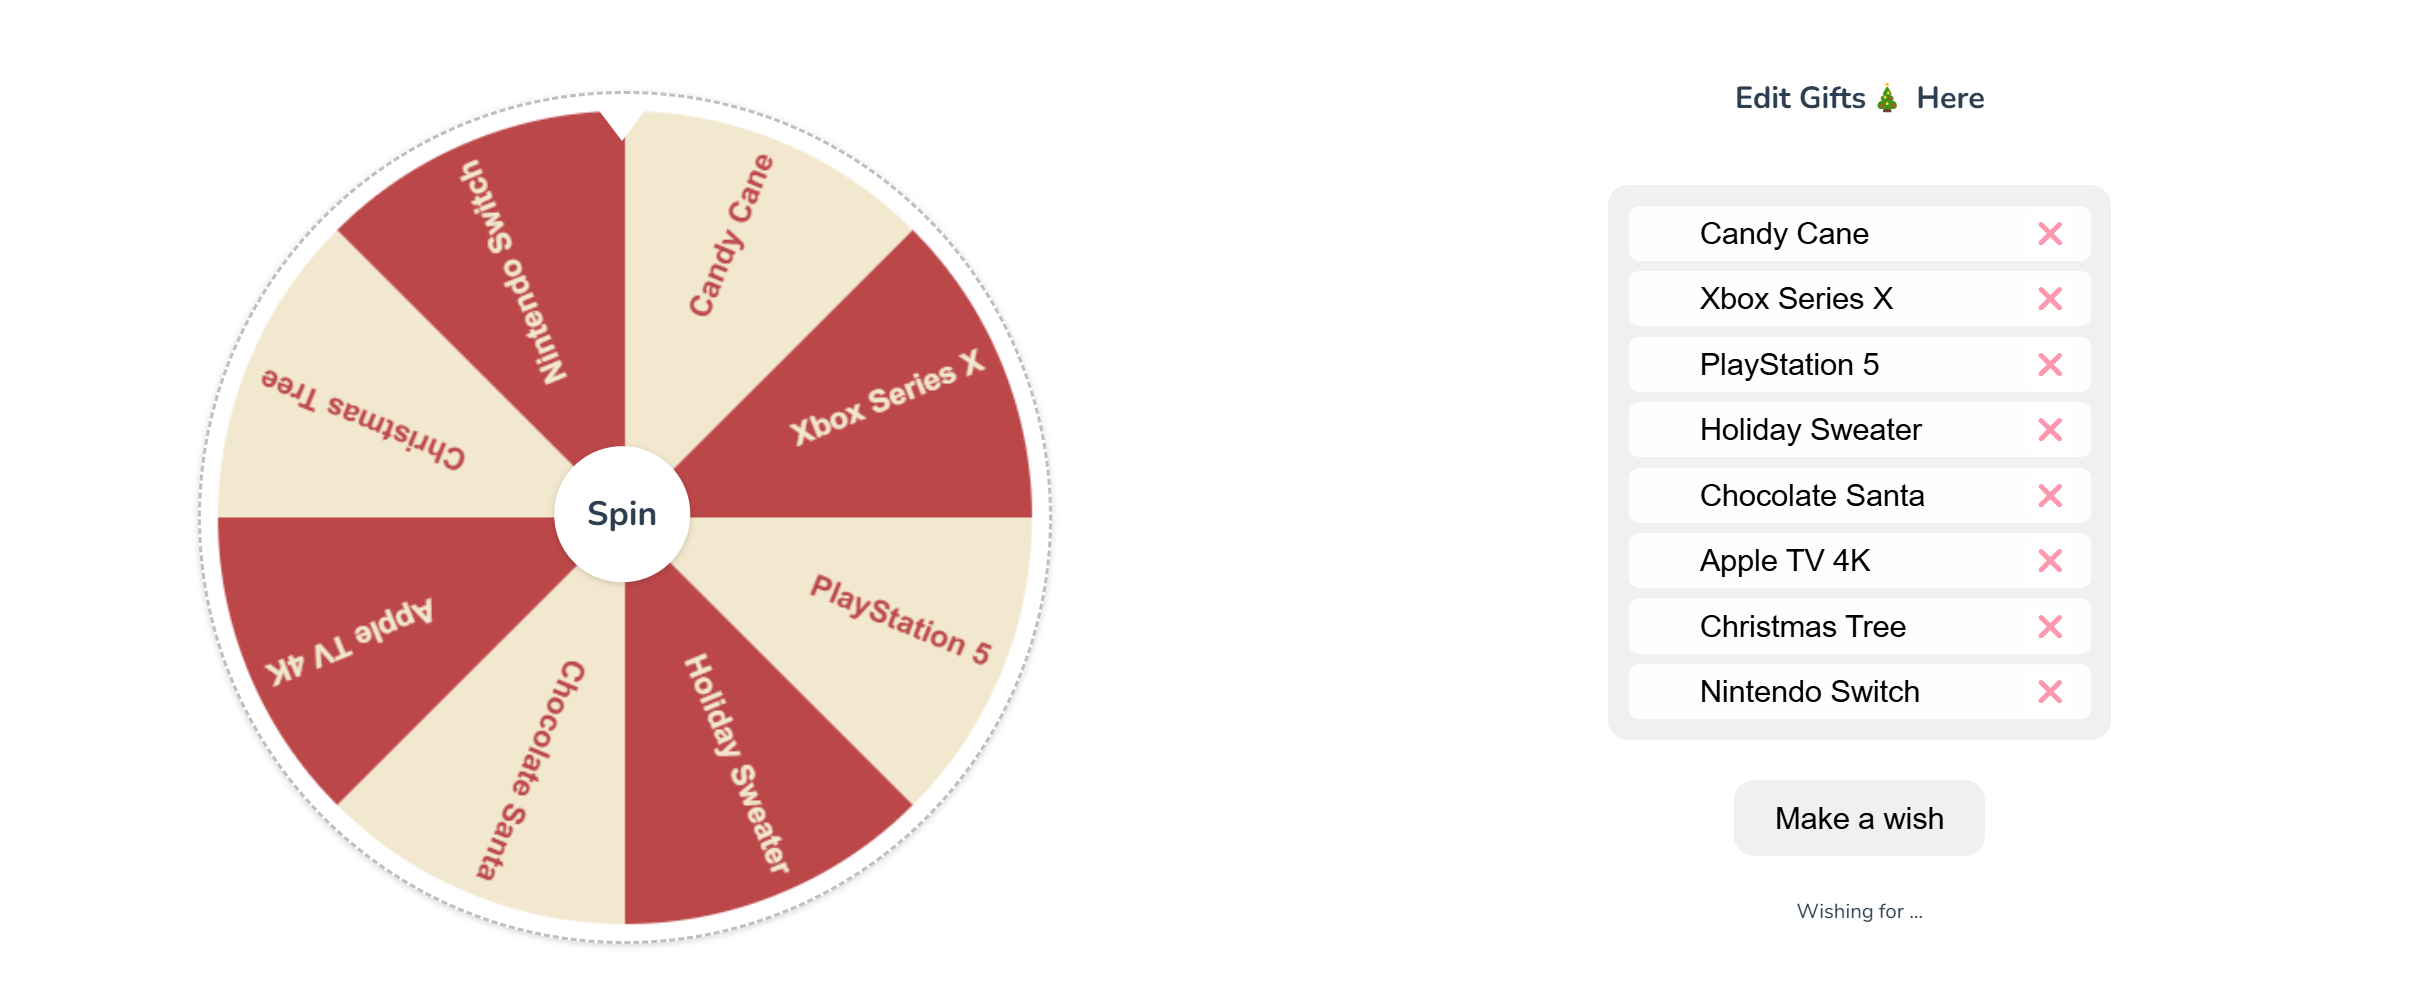 Candy Cane
Xbox Series X
PlayStation 5
Holiday Sweater
Chocolate Santa
Apple TV 4K
Christmas Tree
Nintendo Switch
Spin
Edit Gifts🎄 Here
Candy Cane
Xbox Series X
PlayStation 5
Holiday Sweater
Chocolate Santa
Apple TV 4K
Christmas Tree
Nintendo Switch
Make a wish
Wishing for ...